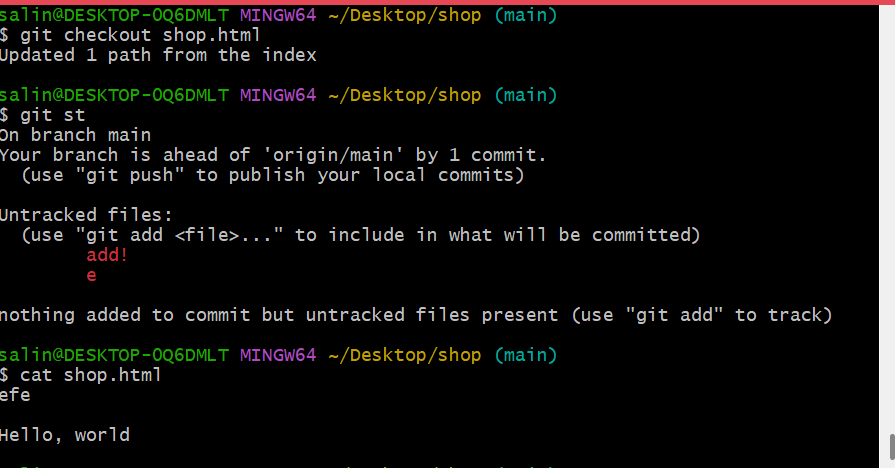 salin@DESKTOP-OQ6DMLT MINGW64 ~/Desktop/shop (main)
$ git checkout shop.html
Updated 1 path from the index
salin@DESKTOP-OQ6DMLT MINGW64 ~/Desktop/shop (main)
$ git st
On branch main
Your branch is ahead of 'origin/main' by 1 commit.
(use "git push" to publish your local commits)
Untracked files:
(use "git add <file>..." to include in what will be committed)
add!
e
nothing added to commit but untracked files present (use "git add" to track)
salin@DESKTOP-OQ6DMLT MINGW64 ~/Desktop/shop (main)
$ cat shop.html
efe
Hello, world